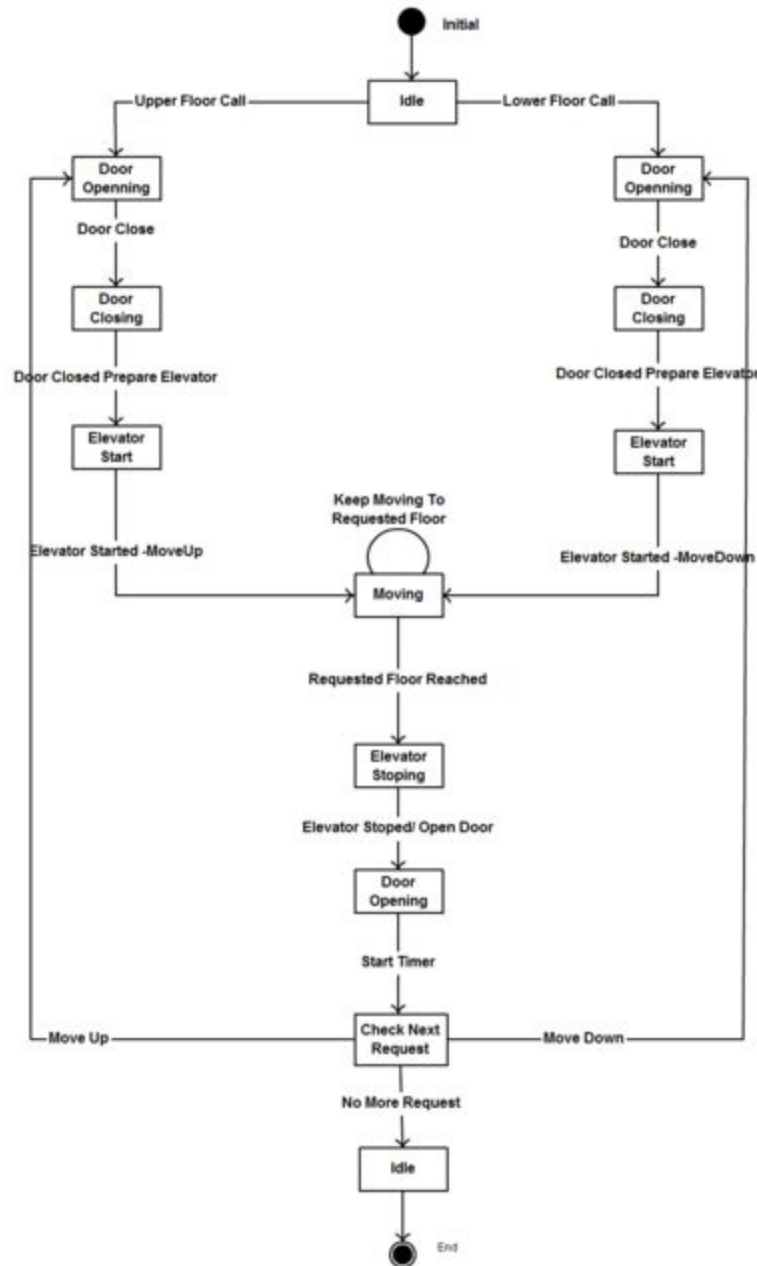 Initial
Idle
Upper Floor Call
Lower Floor Call
Door
Openning
Door
Openning
Door Close
Door Close
Door
Closing
Door
Closing
Door Closed Prepare Elevator
Door Closed Prepare Elevator
Elevator
Start
Elevator
Start
Keep Moving To
Requested Floor
Elevator Started -MoveUp
Elevator Started -MoveDown
Moving
Requested Floor Reached
Elevator
Stoping
Elevator Stoped/ Open Door
Door
Opening
Start Timer
Check Next
Request
Move Up
Move Down
No More Request
Idle
End